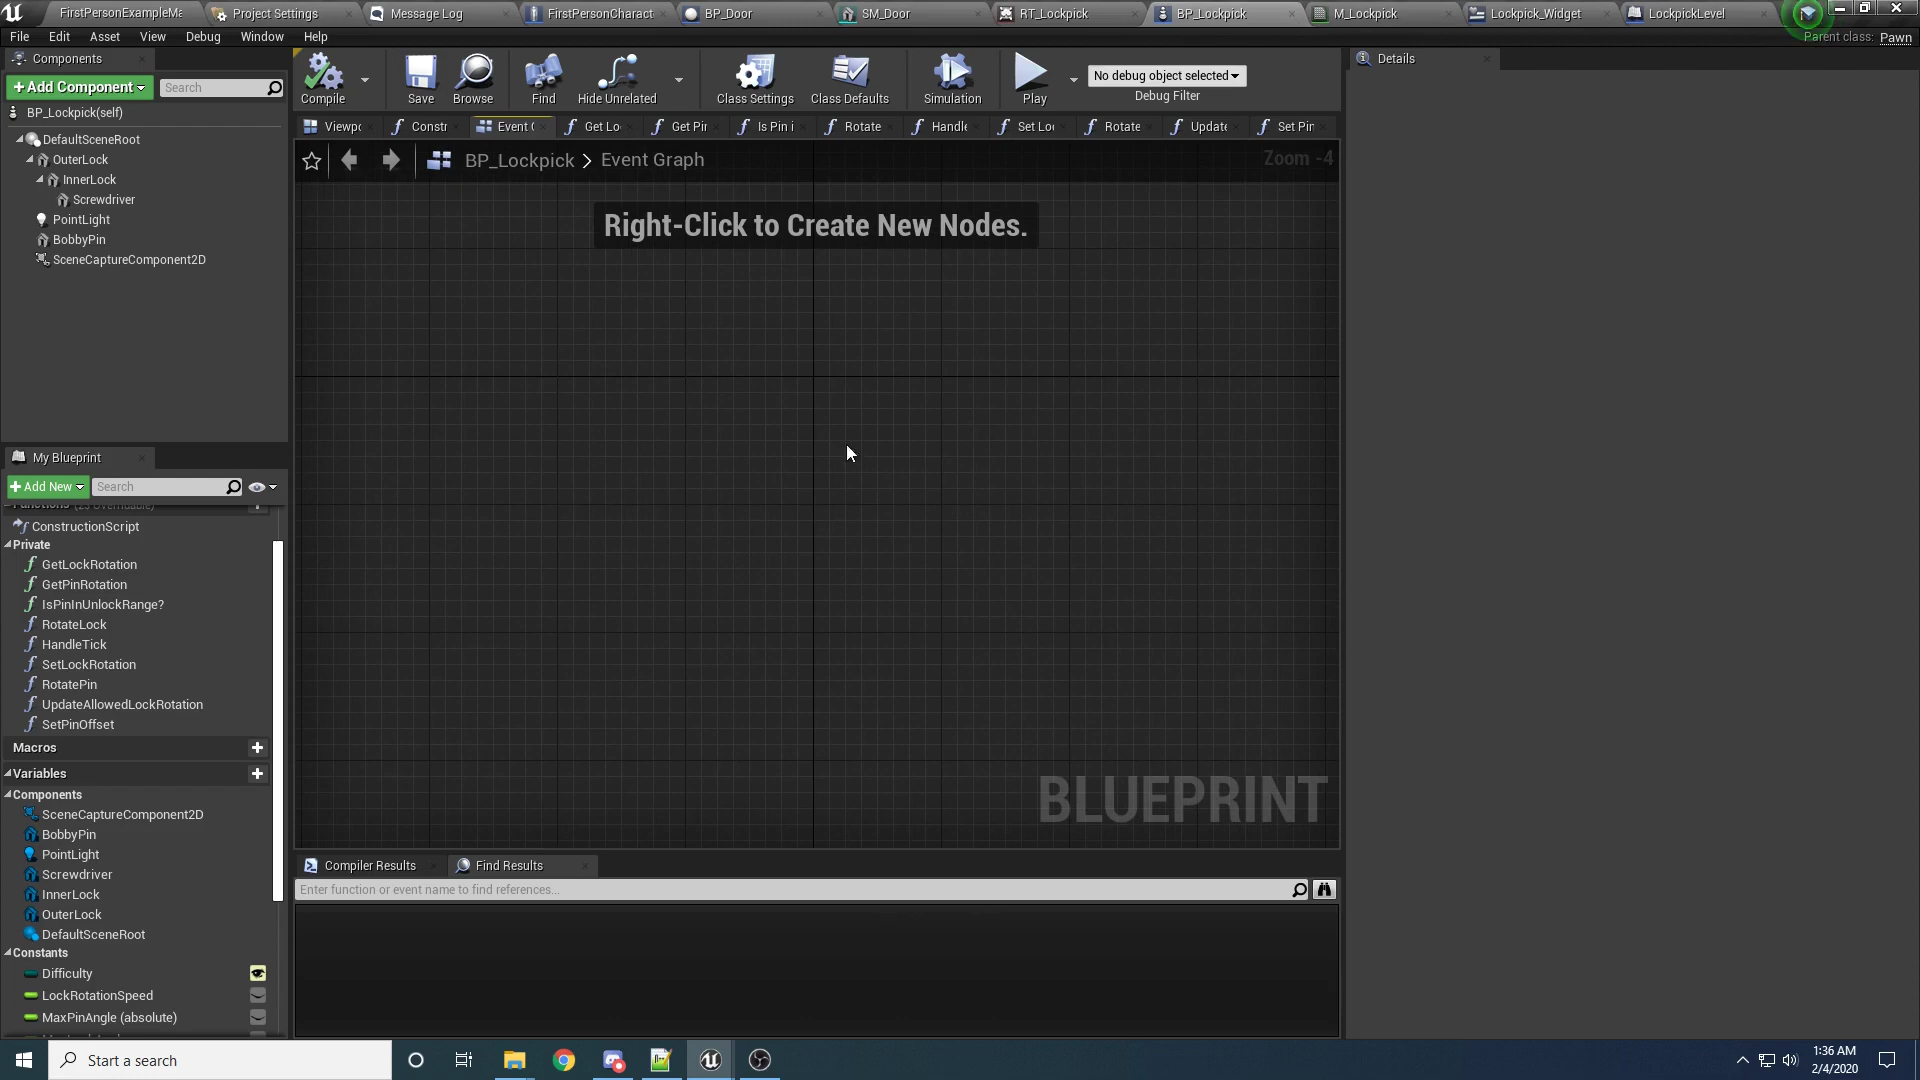 FirstPersonExampleMa
Project Settings
Message Log
FirstPersonCharact
BP_Door
SM_Door
RT_Lockpick
BP_Lockpick
M_Lockpick
Lockpick_Widget
LockpickLevel
File
Edit
Asset
View
Debug
Window
Help
Parent class: Pawn
Components
+Add Component
Search
BP_Lockpick(self)
DefaultSceneRoot
OuterLock
InnerLock
Screwdriver
PointLight
BobbyPin
SceneCaptureComponent2D
Compile
Save
Browse
Find
Hide Unrelated
Class Settings
Class Defaults
Simulation
Play
No debug object selected
Debug Filter
Details
Viewpo
Constr
Event G
Get Lo
Get Pin
Is Pin i
Rotate
Handle
Set Loc
Rotate
Update
Set Pin
BP_Lockpick > Event Graph
Zoom -4
Right-Click to Create New Nodes.
BLUEPRINT
My Blueprint
+Add New
Search
Functions (23 Overridable)
ConstructionScript
Private
GetLockRotation
GetPinRotation
IsPinInUnlockRange?
RotateLock
HandleTick
SetLockRotation
RotatePin
UpdateAllowedLockRotation
SetPinOffset
Macros
Variables
Components
SceneCaptureComponent2D
BobbyPin
PointLight
Screwdriver
InnerLock
OuterLock
DefaultSceneRoot
Constants
Difficulty
LockRotationSpeed
MaxPinAngle (absolute)
Compiler Results
Find Results
Enter function or event name to find references...
Start a search
1:36 AM
2/4/2020